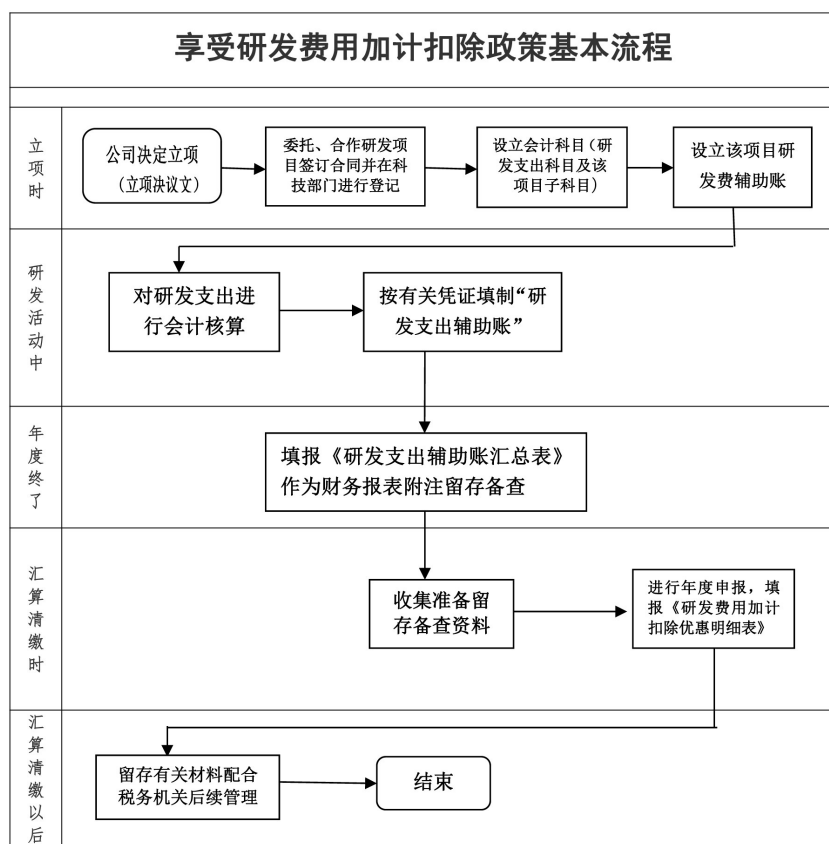 享受研发费用加计扣除政策基本流程
立项时
公司决定立项
（立项决议文）
委托、合作研发项
目签订合同并在科
技部门进行登记
设立会计科目（研
发支出科目及该
项目子科目）
设立该项目研
发费辅助账
研发活动中
对研发支出进
行会计核算
按有关凭证填制“研
发支出辅助账”
年度终了
填报《研发支出辅助账汇总表》
作为财务报表附注留存备查
汇算清缴时
收集准备留
存备查资料
进行年度申报，填
报《研发费用加计
扣除优惠明细表》
汇算清缴以后
留存有关材料配合
税务机关后续管理
结束